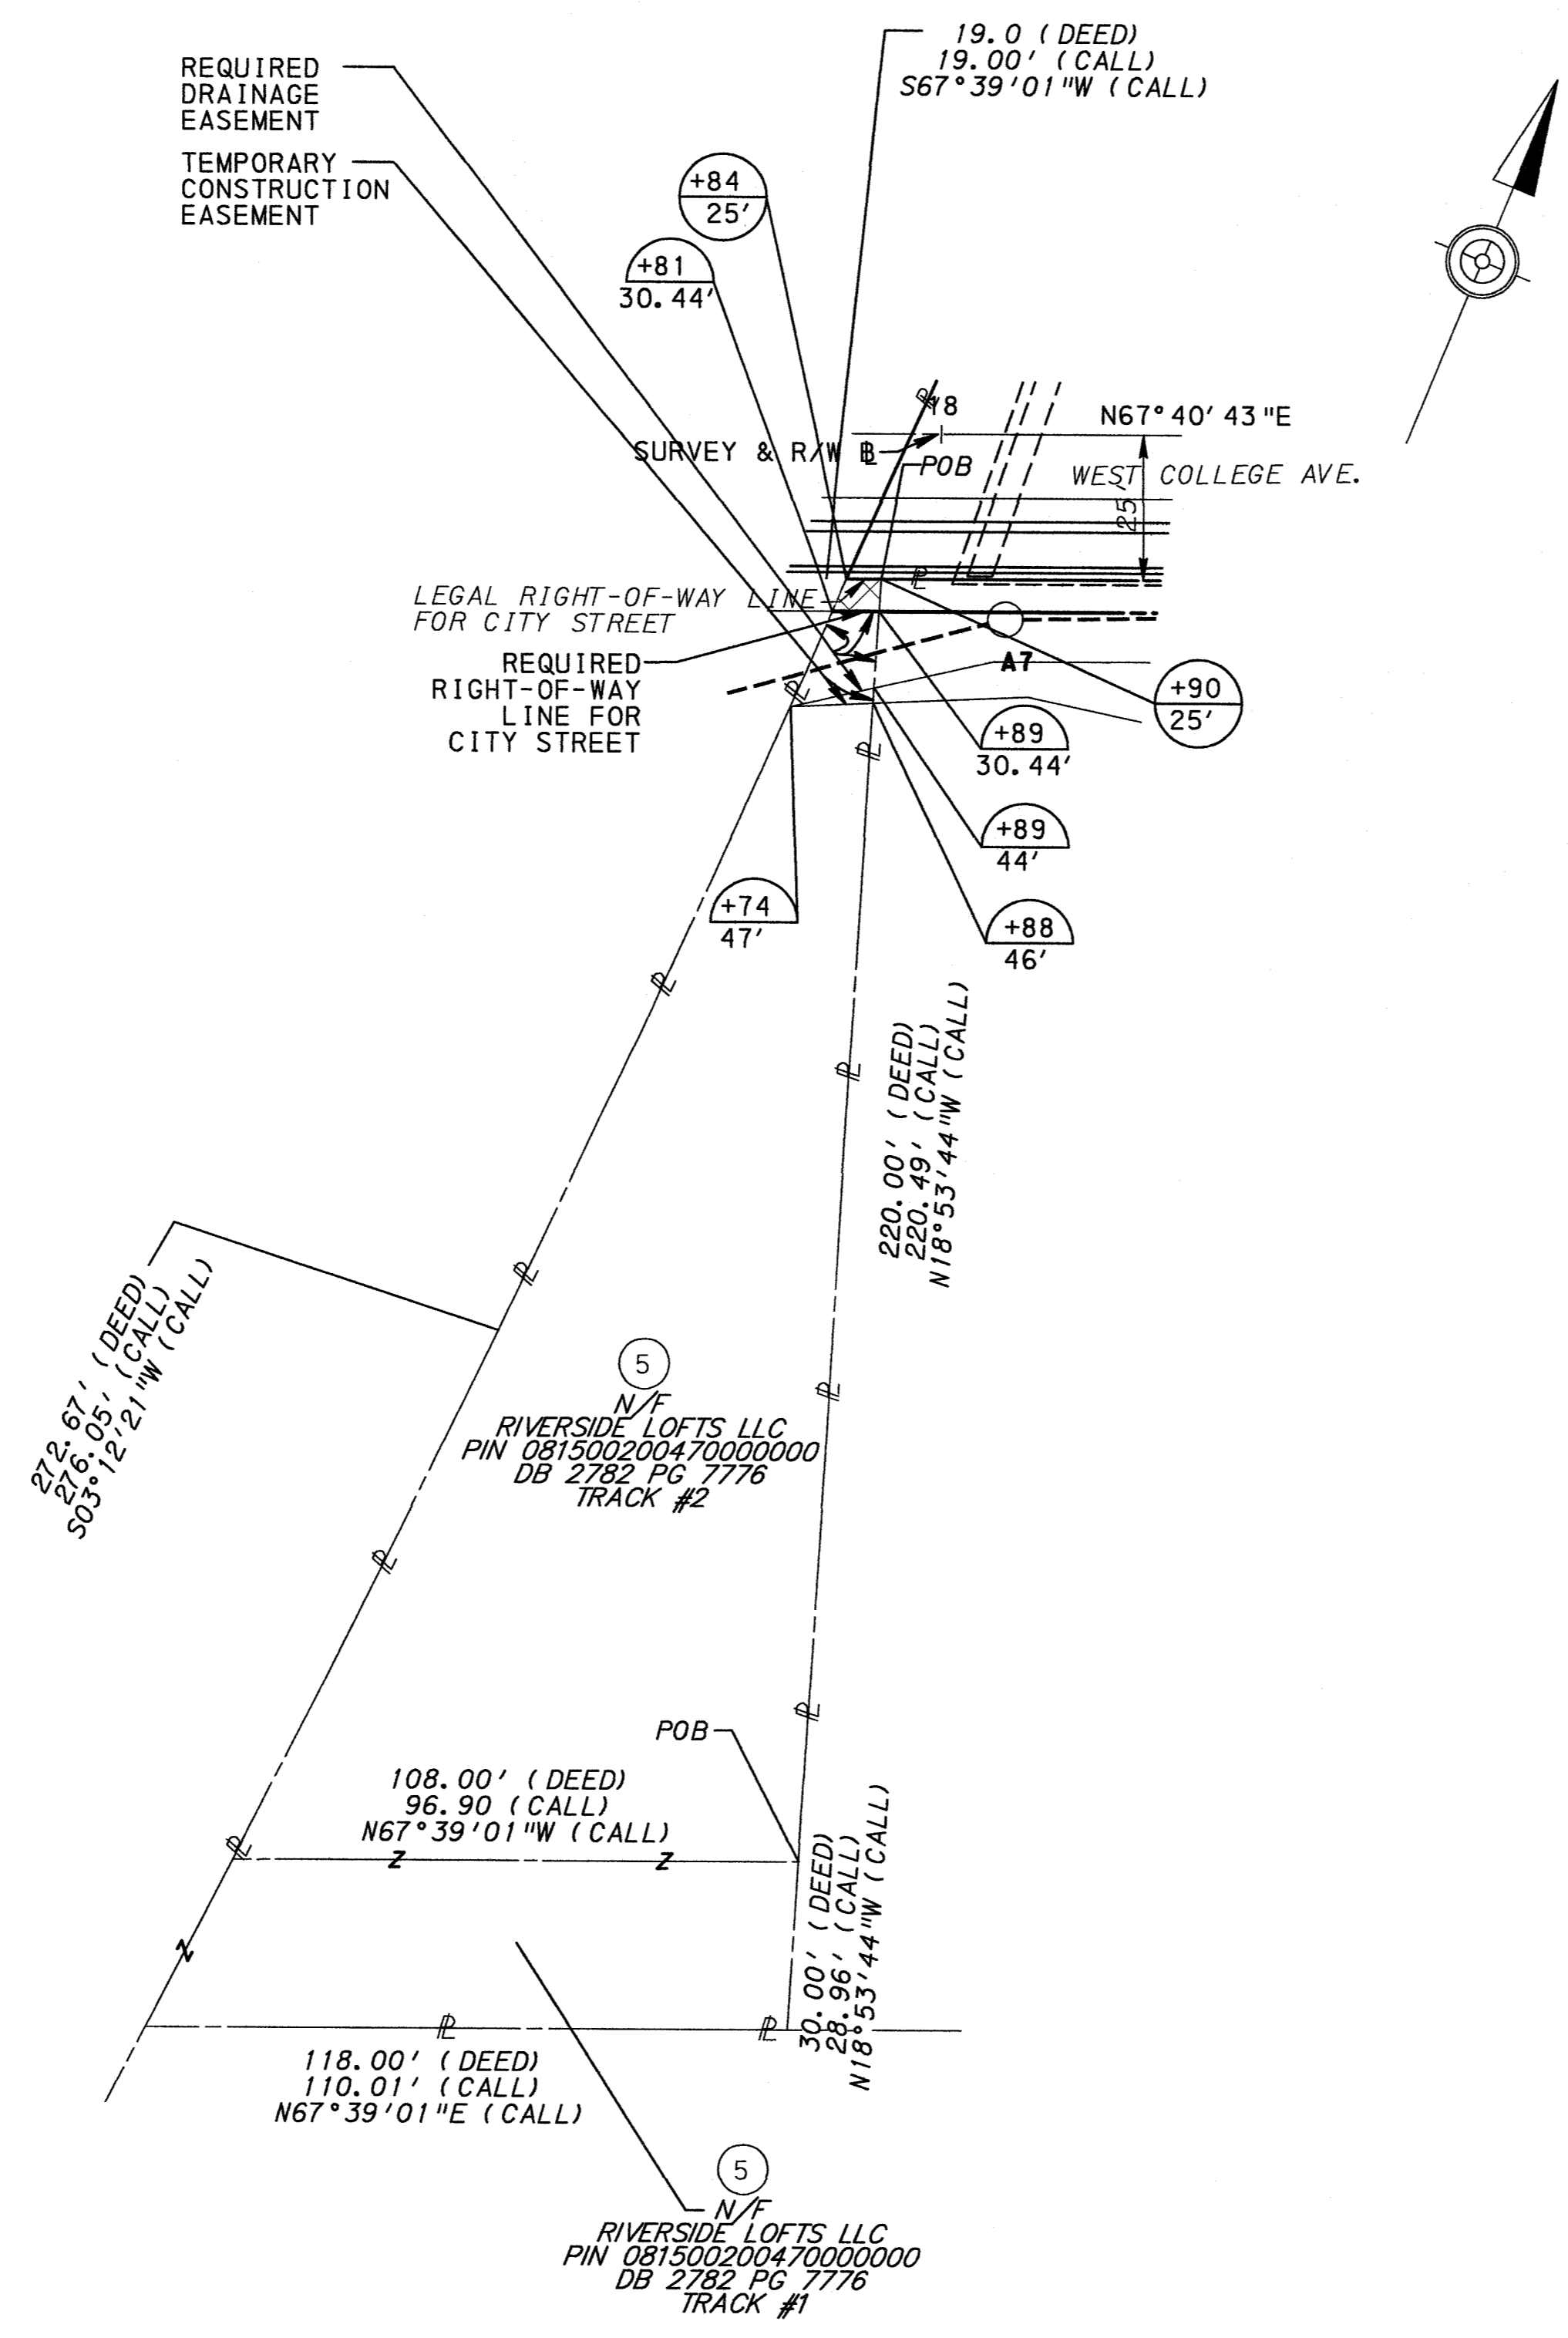 19.0 (DEED)
19.00' (CALL)
S67°39'01"W (CALL)
REQUIRED
DRAINAGE
EASEMENT
TEMPORARY
CONSTRUCTION
EASEMENT
+84
25'
+81
30.44'
18
N67°40'43"E
SURVEY & R/W ℄
POB
WEST COLLEGE AVE.
25'
LEGAL RIGHT-OF-WAY LINE
FOR CITY STREET
REQUIRED
RIGHT-OF-WAY
LINE FOR
CITY STREET
A7
+90
25'
+89
30.44'
+89
44'
+74
47'
+88
46'
220.00' (DEED)
220.49' (CALL)
N18°53'44"W (CALL)
272.67' (DEED)
276.05' (CALL)
S03°12'21"W (CALL)
5
N/F
RIVERSIDE LOFTS LLC
PIN 081500200470000000
DB 2782 PG 7776
TRACK #2
POB
108.00' (DEED)
96.90 (CALL)
N67°39'01"W (CALL)
Z Z
Z
30.00' (DEED)
28.96' (CALL)
N18°53'44"W (CALL)
118.00' (DEED)
110.01' (CALL)
N67°39'01"E (CALL)
5
N/F
RIVERSIDE LOFTS LLC
PIN 081500200470000000
DB 2782 PG 7776
TRACK #1